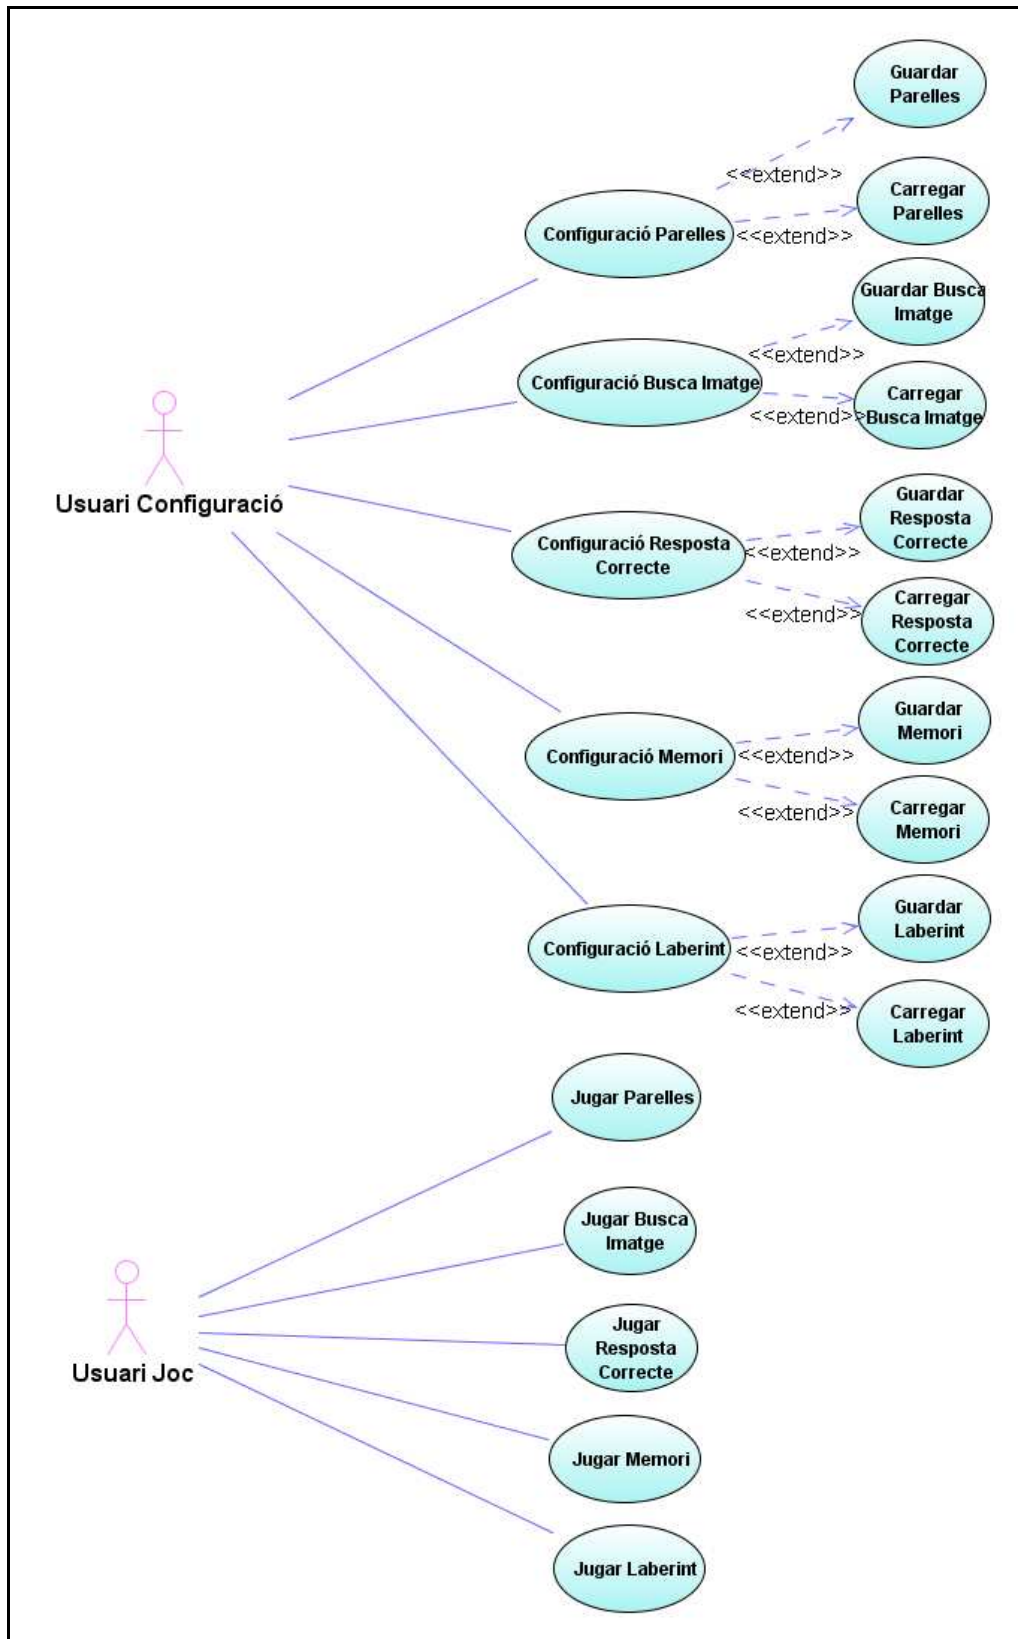 Guardar
Parelles
<<extend>>
Carregar
Parelles
Configuració Parelles
<<extend>>
Guardar Busca
Imatge
<<extend>>
Configuració Busca Imatge
Carregar
Busca Imatge
<<extend>>
Usuari Configuració
Guardar
Resposta
Correcte
Configuració Resposta
Correcte
<<extend>>
Carregar
Resposta
Correcte
<<extend>>
Guardar
Memori
Configuració Memori
<<extend>>
Carregar
Memori
<<extend>>
Guardar
Laberint
Configuració Laberint
<<extend>>
Carregar
Laberint
<<extend>>
Jugar Parelles
Jugar Busca
Imatge
Jugar
Resposta
Correcte
Usuari Joc
Jugar Memori
Jugar Laberint